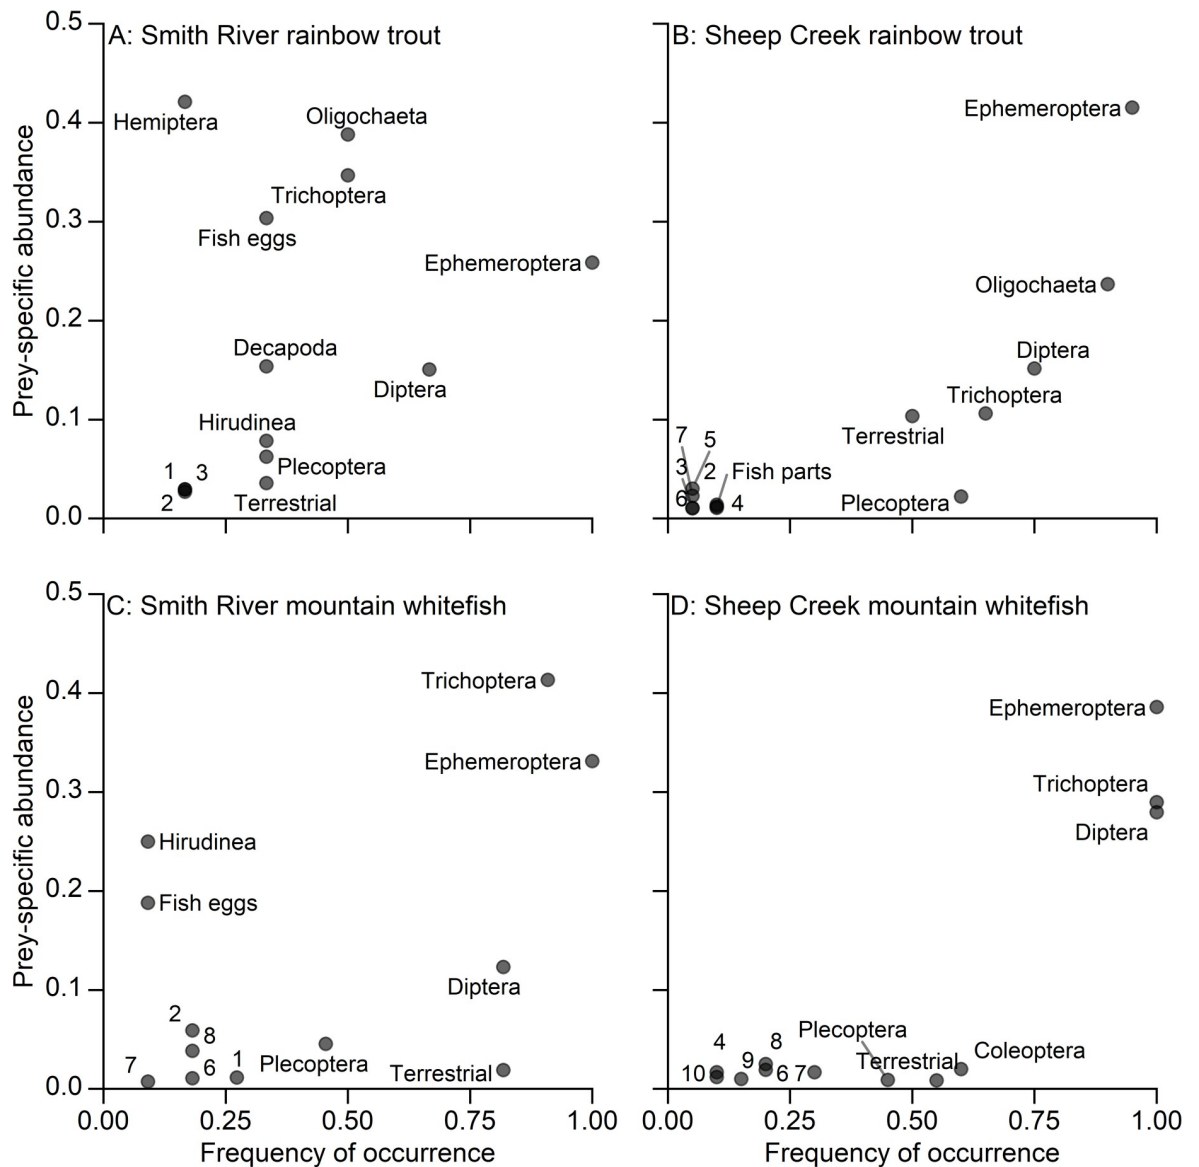 A: Smith River rainbow trout
0.5
0.4
0.3
0.2
0.1
0.0
Prey-specific abundance
Hemiptera
Oligochaeta
Trichoptera
Fish eggs
Ephemeroptera
Decapoda
Diptera
Hirudinea
Plecoptera
1 3
2
Terrestrial
B: Sheep Creek rainbow trout
Ephemeroptera
Oligochaeta
Diptera
Trichoptera
Terrestrial
7 5
3 2 Fish parts
6 4
Plecoptera
C: Smith River mountain whitefish
0.5
0.4
0.3
0.2
0.1
0.0
Prey-specific abundance
Trichoptera
Ephemeroptera
Hirudinea
Fish eggs
Diptera
2
8
7 6 1
Plecoptera
Terrestrial
0.00 0.25 0.50 0.75 1.00
Frequency of occurrence
D: Sheep Creek mountain whitefish
Ephemeroptera
Trichoptera
Diptera
Plecoptera
4 8
Terrestrial
Coleoptera
10 9 6 7
0.00 0.25 0.50 0.75 1.00
Frequency of occurrence